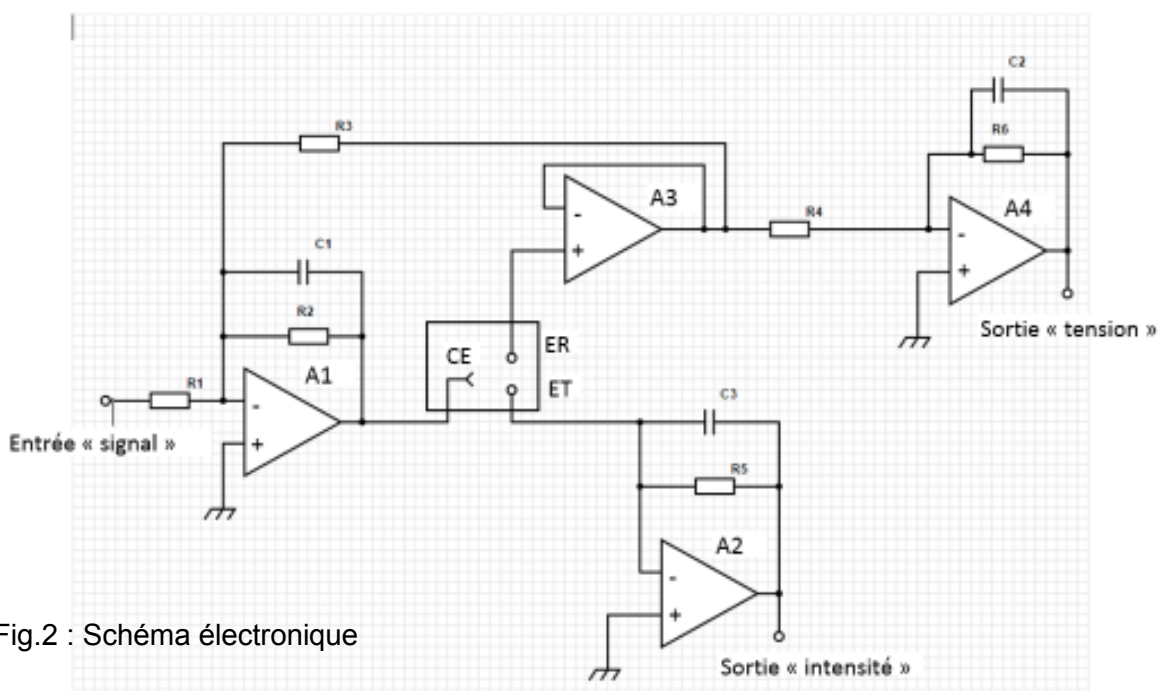 C2
R3
R6
A3
A4
R4
C1
Sortie « tension »
R2
CE
ER
A1
ET
R1
C3
Entrée « signal »
R5
A2
Fig.2 : Schéma électronique
Sortie « intensité »